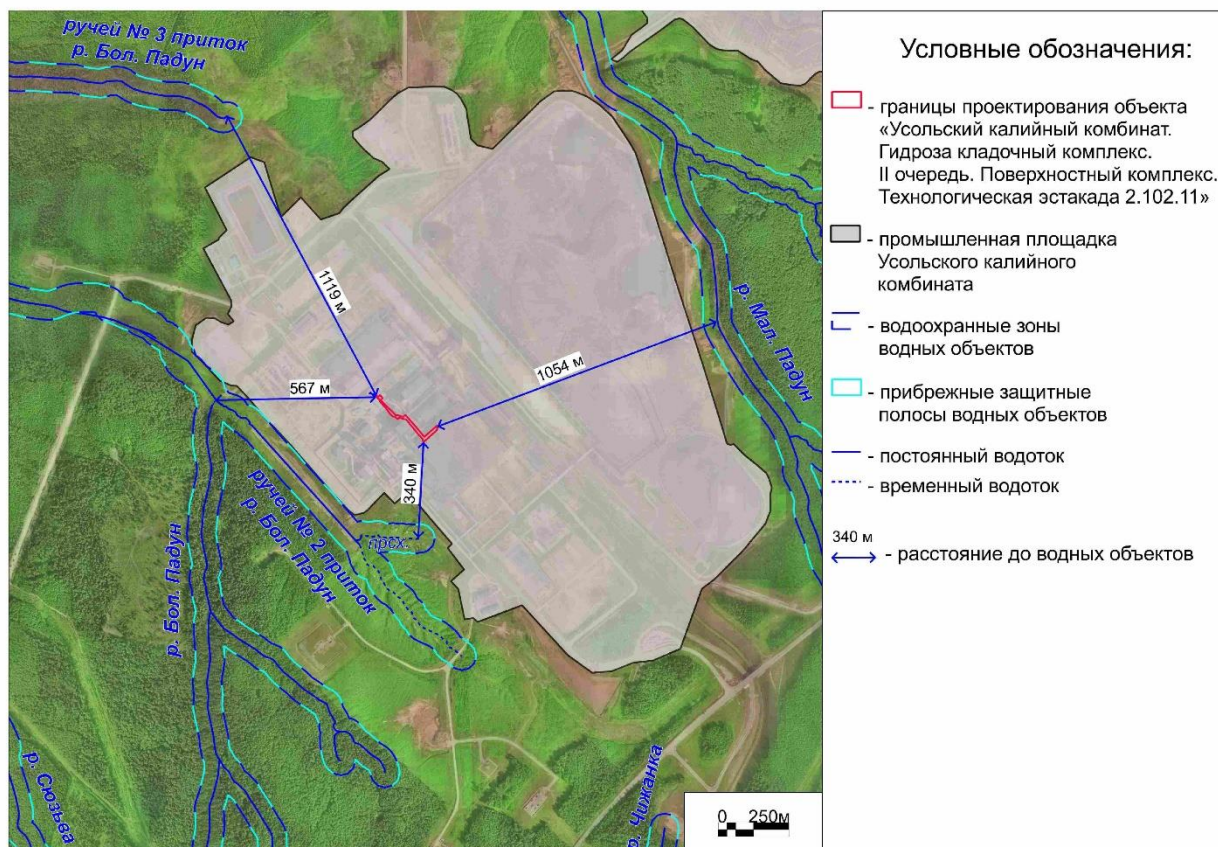 ручей № 3 приток
р. Бол. Падун
1119 м
567 м
1054 м
340 м
р. Мал. Падун
ручей № 2 приток
р. Бол. Падун
прсх.
р. Бол. Падун
р. Сюзьва
р. Чижанка
0 250м
Условные обозначения:
- границы проектирования объекта
«Усольский калийный комбинат.
Гидроза кладочный комплекс.
II очередь. Поверхностный комплекс.
Технологическая эстакада 2.102.11»
- промышленная площадка
Усольского калийного
комбината
- водоохранные зоны
водных объектов
- прибрежные защитные
полосы водных объектов
- постоянный водоток
- временный водоток
340 м
- расстояние до водных объектов